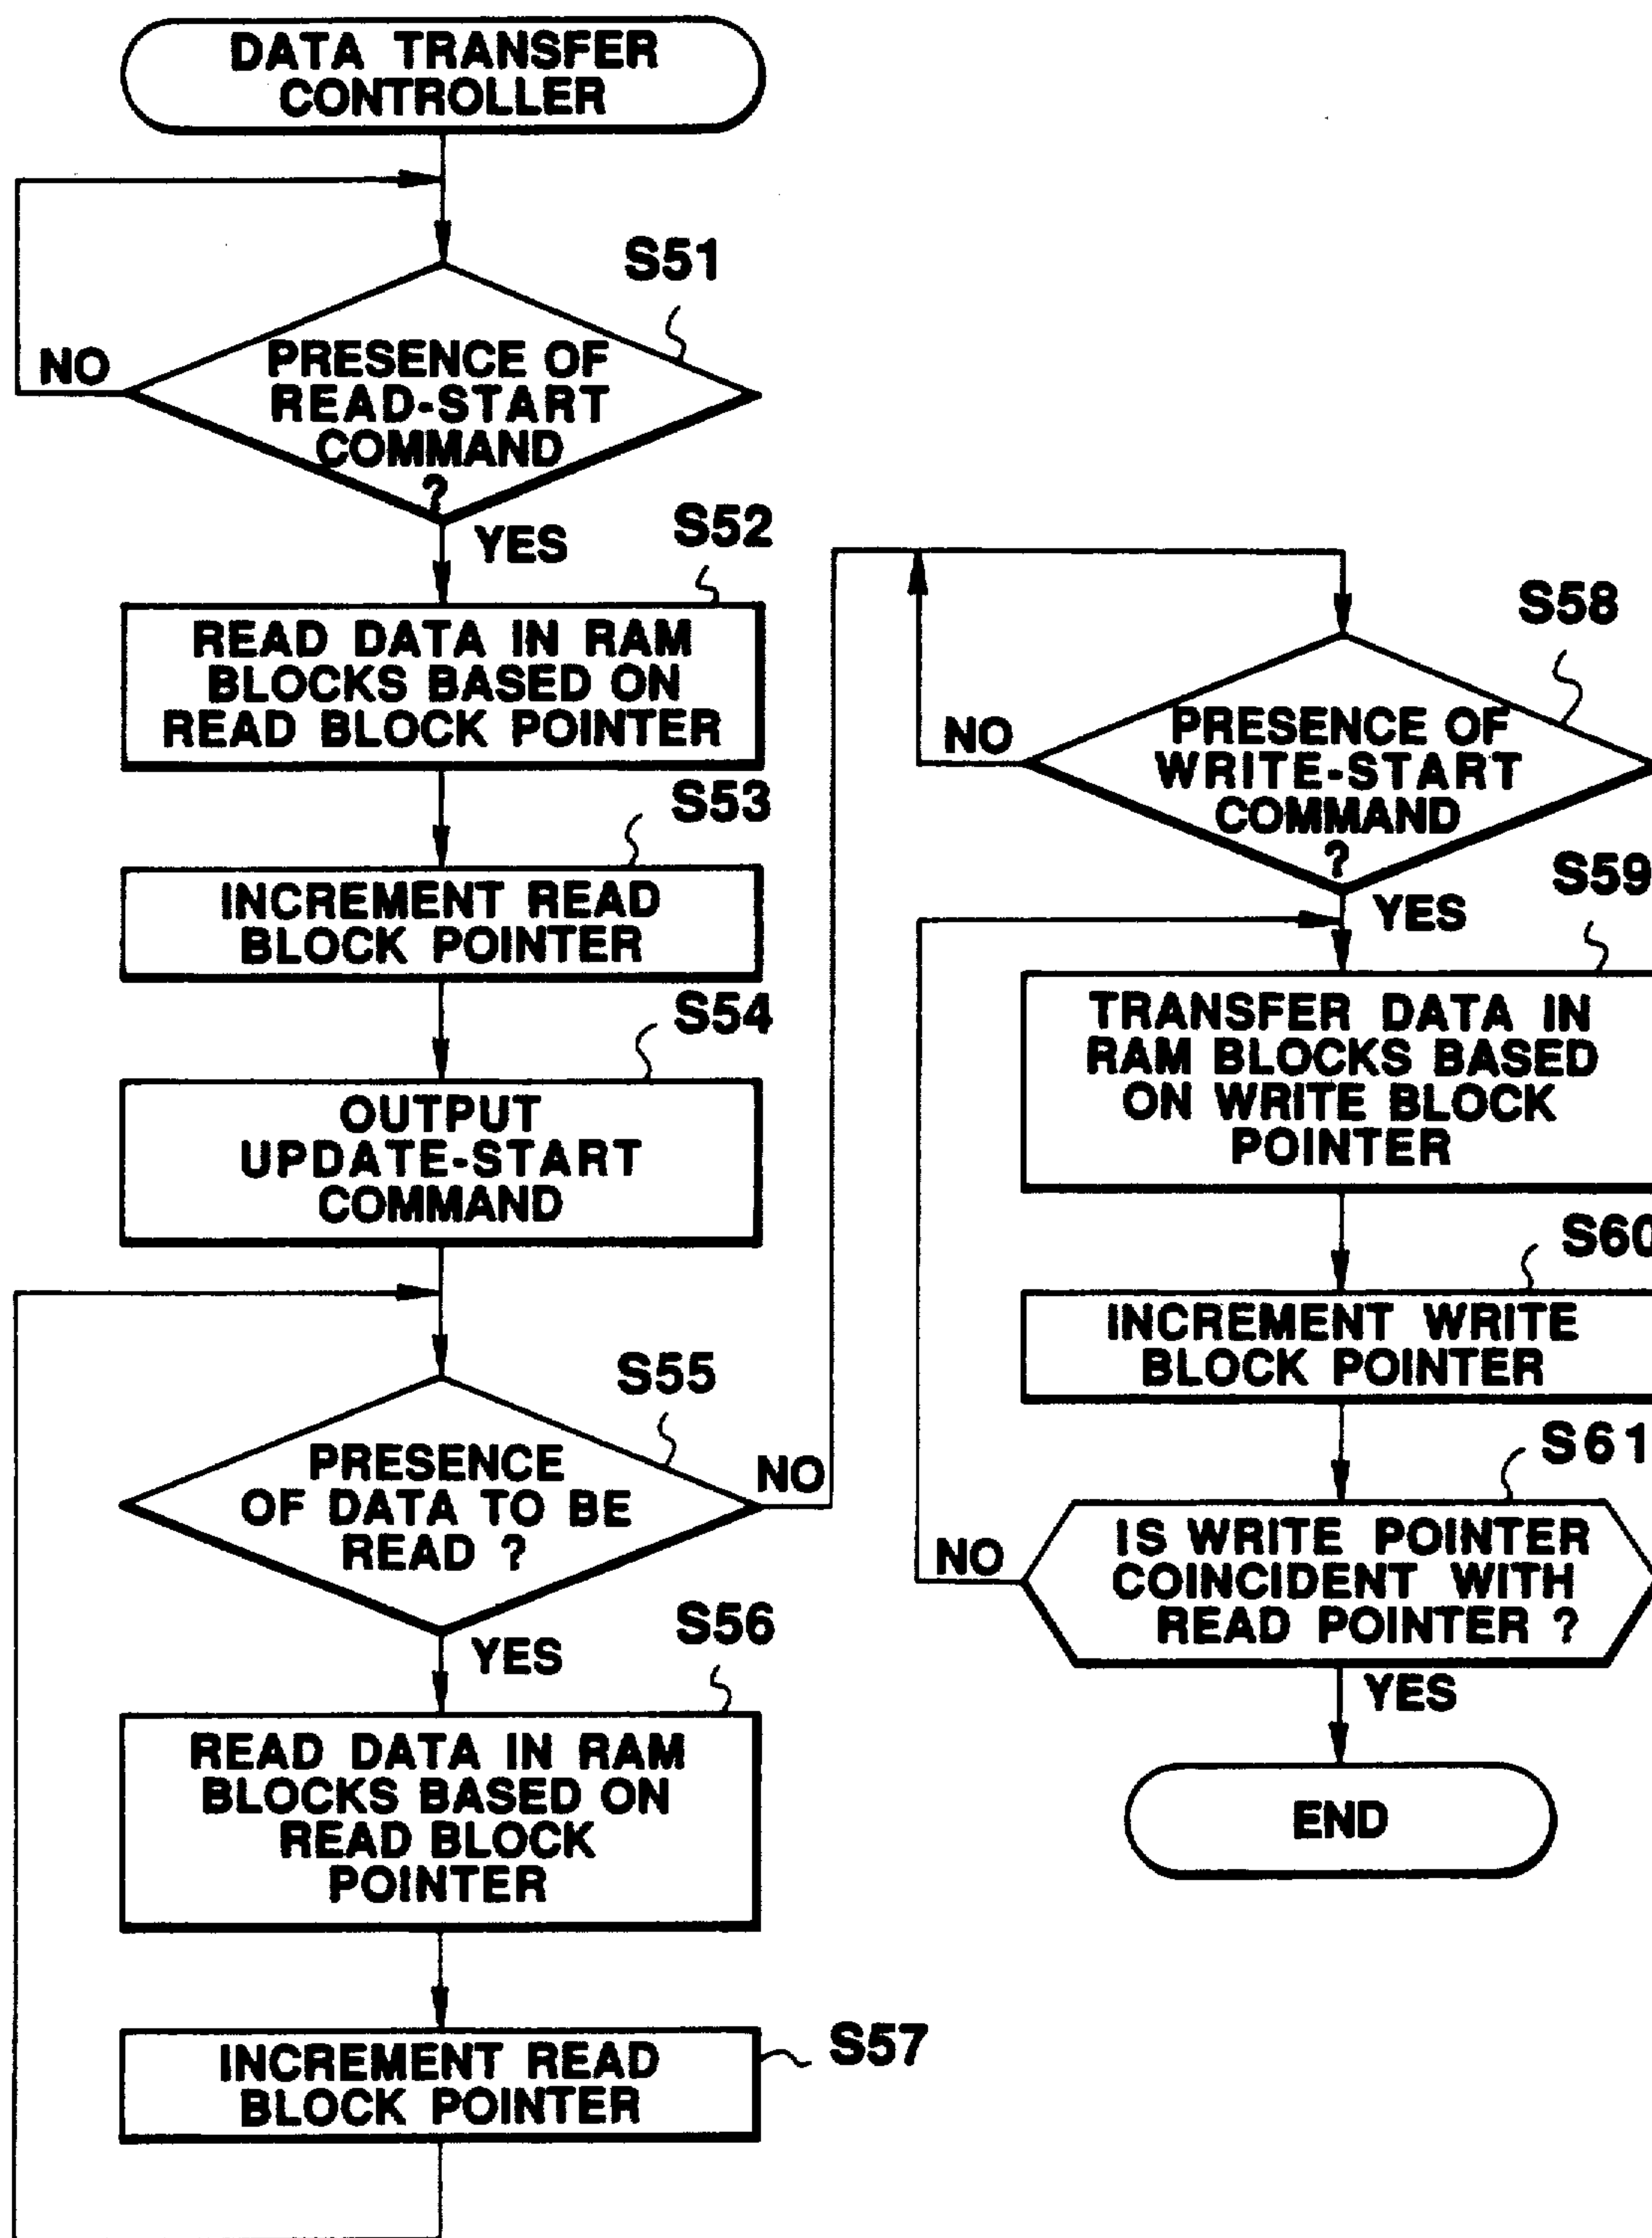 DATA TRANSFER
CONTROLLER
S51
NO
PRESENCE OF
READ-START
COMMAND
?
YES
S52
READ DATA IN RAM
BLOCKS BASED ON
READ BLOCK POINTER
S53
INCREMENT READ
BLOCK POINTER
S54
OUTPUT
UPDATE-START
COMMAND
S55
PRESENCE
OF DATA TO BE
READ ?
NO
YES
S56
READ DATA IN RAM
BLOCKS BASED ON
READ BLOCK
POINTER
S57
INCREMENT READ
BLOCK POINTER
S58
NO
PRESENCE OF
WRITE-START
COMMAND
?
YES
S59
TRANSFER DATA IN
RAM BLOCKS BASED
ON WRITE BLOCK
POINTER
S60
INCREMENT WRITE
BLOCK POINTER
S61
NO
IS WRITE POINTER
COINCIDENT WITH
READ POINTER ?
YES
END